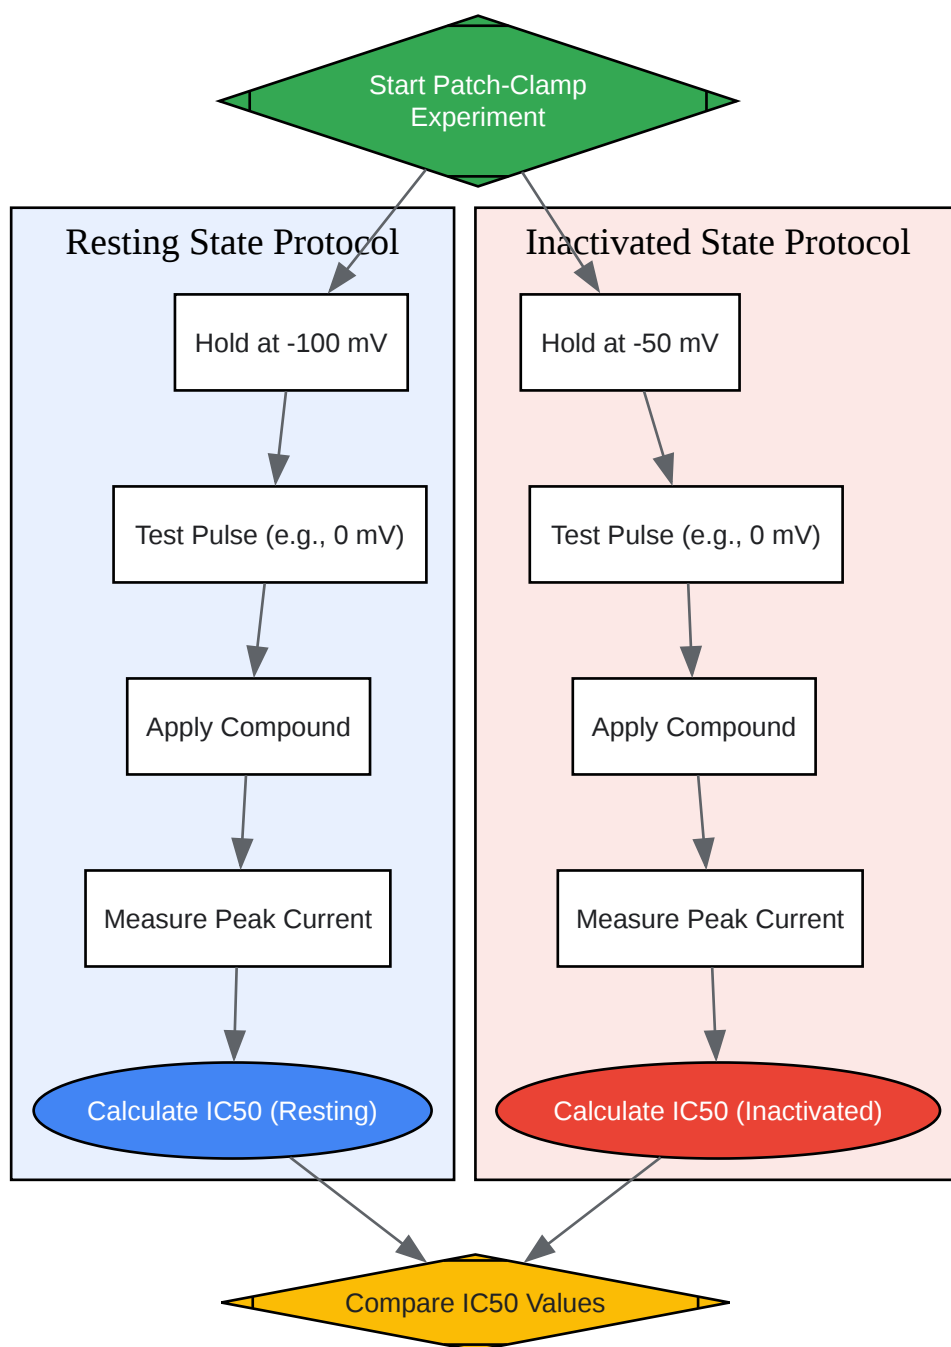 Start Patch-Clamp
Experiment
Resting State Protocol
Inactivated State Protocol
Hold at -100 mV
Hold at -50 mV
Test Pulse (e.g., 0 mV)
Test Pulse (e.g., 0 mV)
Apply Compound
Apply Compound
Measure Peak Current
Measure Peak Current
Calculate IC50 (Resting)
Calculate IC50 (Inactivated)
Compare IC50 Values